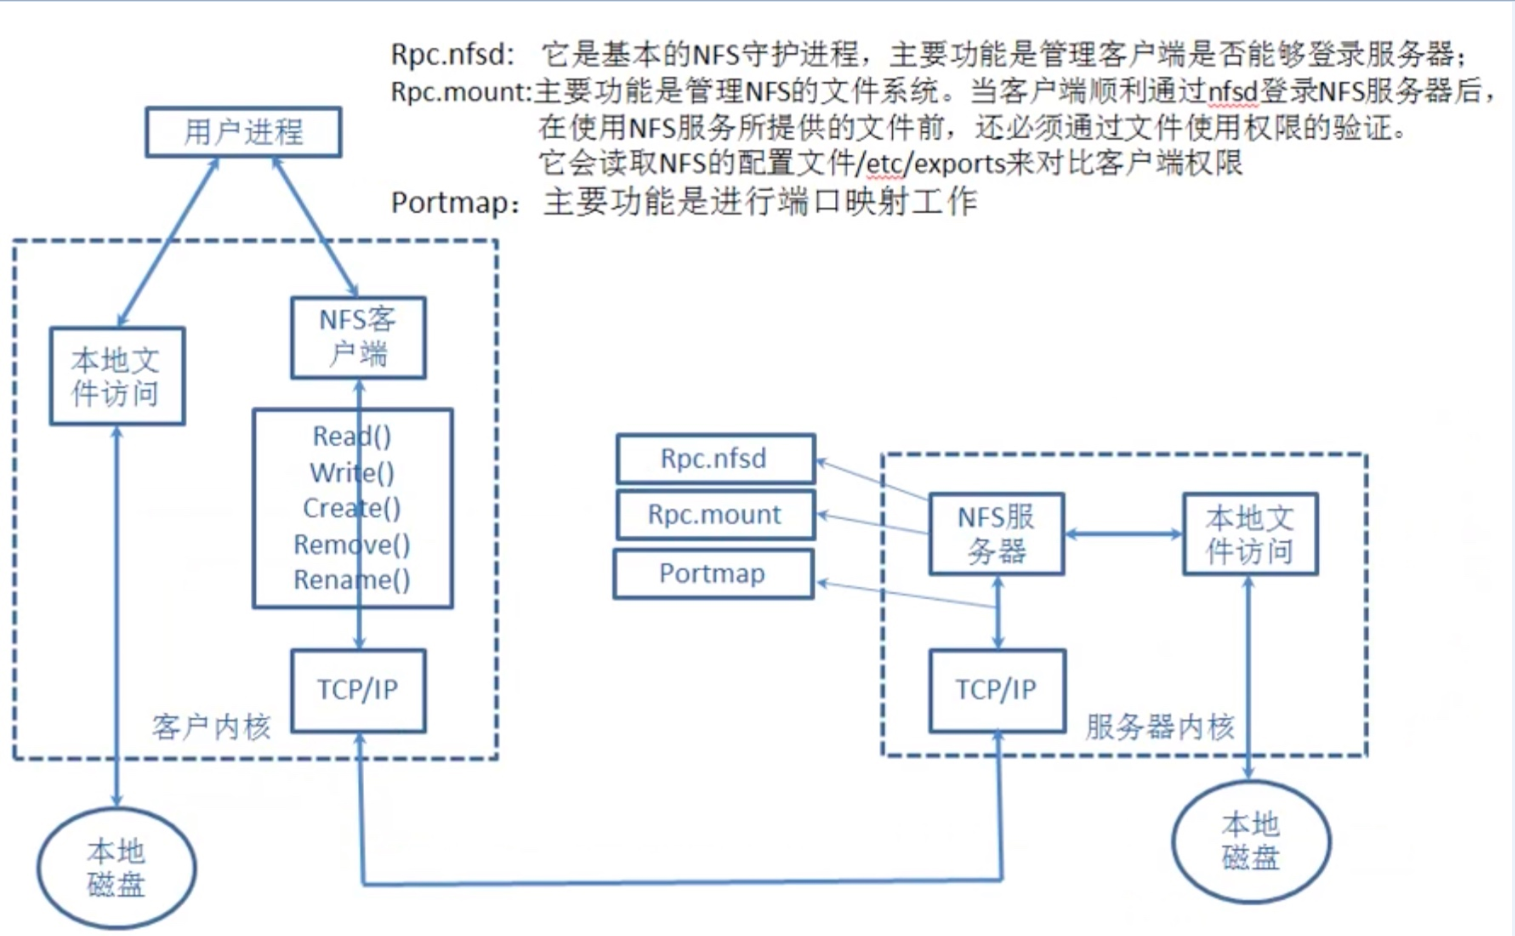 Rpc.nfsd: 它是基本的NFS守护进程，主要功能是管理客户端是否能够登录服务器；
Rpc.mount:主要功能是管理NFS的文件系统。当客户端顺利通过nfsd登录NFS服务器后，
在使用NFS服务所提供的文件前，还必须通过文件使用权限的验证。
它会读取NFS的配置文件/etc/exports来对比客户端权限
Portmap：主要功能是进行端口映射工作
用户进程
NFS客
户端
本地文
件访问
Read()
Write()
Create()
Remove()
Rename()
TCP/IP
客户内核
本地
磁盘
Rpc.nfsd
Rpc.mount
Portmap
NFS服
务器
本地文
件访问
TCP/IP
服务器内核
本地
磁盘